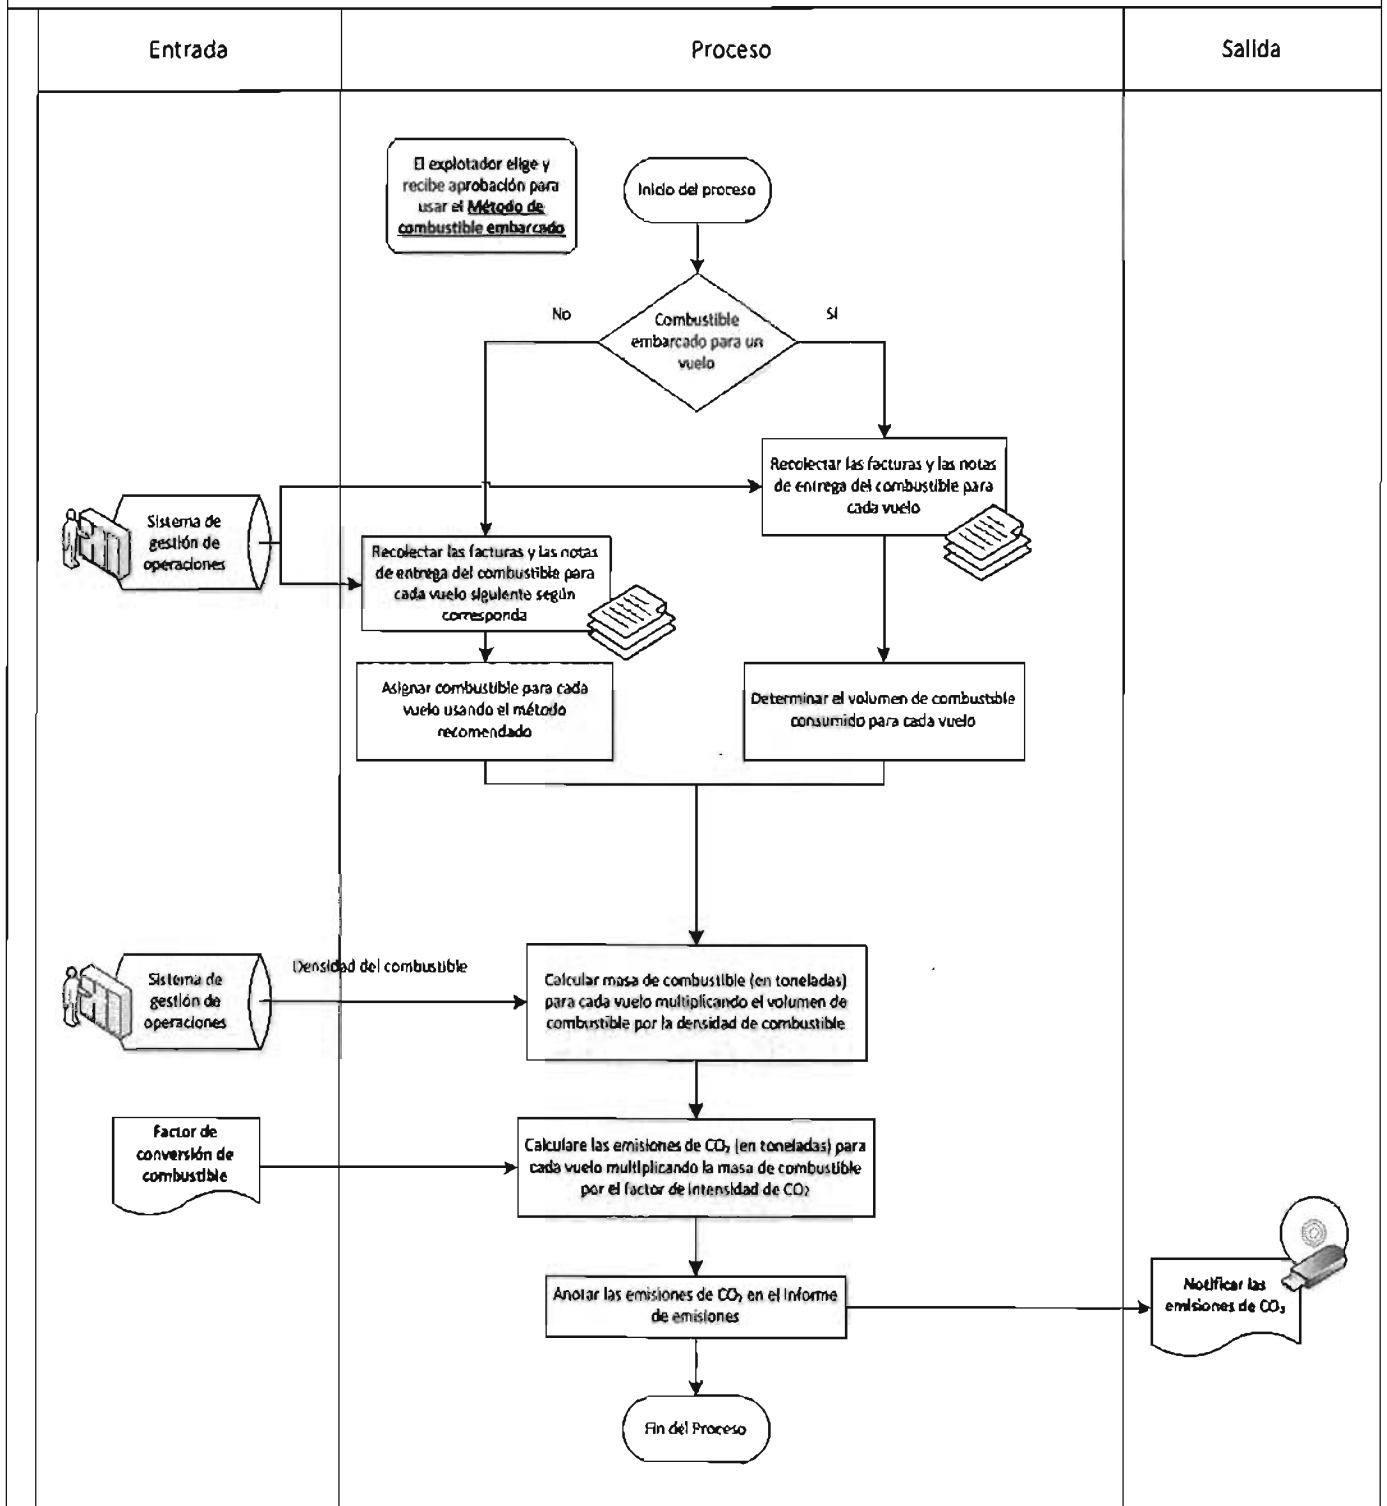 Entrada
Proceso
Salida
El explotador elige y
recibe aprobación para
usar el Método de
combustible embarcado
Inicio del proceso
Combustible
embarcado para un
vuelo
No
Sí
Recolectar las facturas y las notas
de entrega del combustible para
cada vuelo
Sistema de
gestión de
operaciones
Recolectar las facturas y las notas
de entrega del combustible para
cada vuelo siguiente según
corresponda
Asignar combustible para cada
vuelo usando el método
recomendado
Determinar el volumen de combustible
consumido para cada vuelo
Sistema de
gestión de
operaciones
Densidad del combustible
Calcular masa de combustible (en toneladas)
para cada vuelo multiplicando el volumen de
combustible por la densidad de combustible
Factor de
conversión de
combustible
Calculare las emisiones de CO₂ (en toneladas) para
cada vuelo multiplicando la masa de combustible
por el factor de intensidad de CO₂
Anotar las emisiones de CO₂ en el Informe
de emisiones
Notificar las
emisiones de CO₂
Fin del Proceso